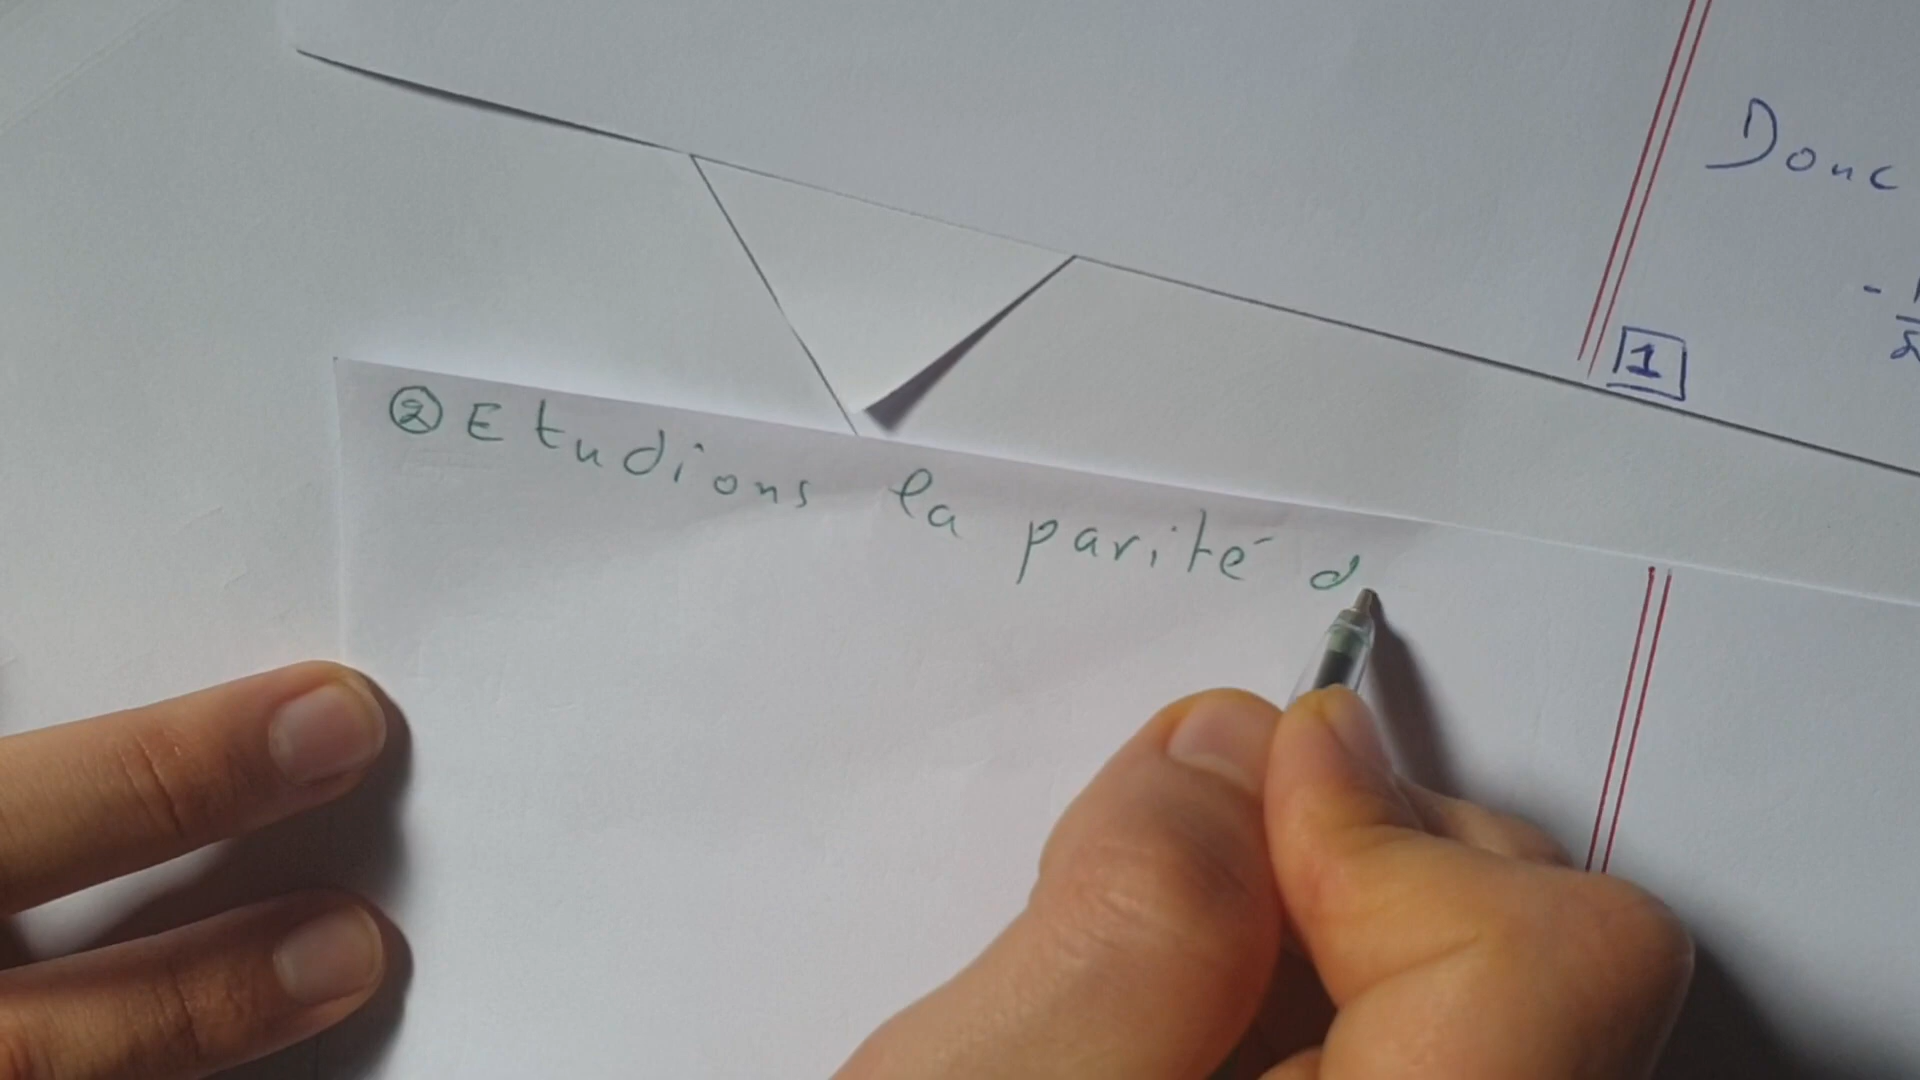 Donc
1
② Etudions la parité d